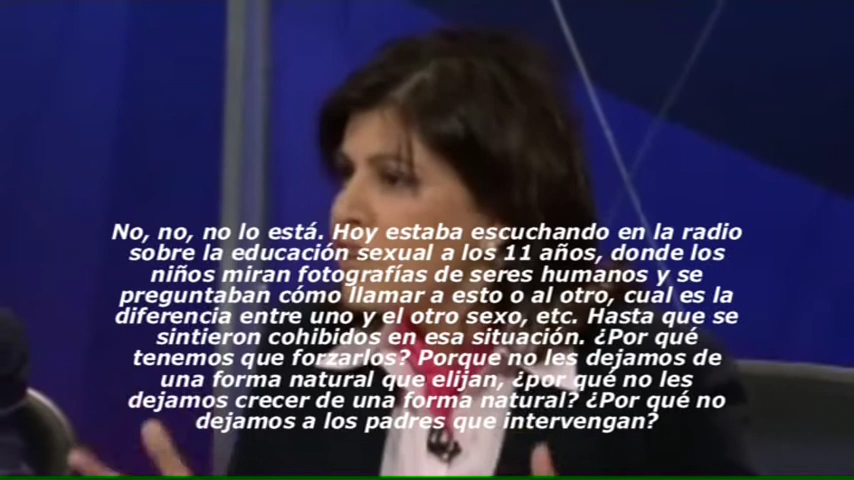 No, no, no lo está. Hoy estaba escuchando en la radio
sobre la educación sexual a los 11 años, donde los
niños miran fotografías de seres humanos y se
preguntaban cómo llamar a esto o al otro, cual es la
diferencia entre uno y el otro sexo, etc. Hasta que se
sintieron cohibidos en esa situación. ¿Por qué
tenemos que forzarlos? Porque no les dejamos de
una forma natural que elijan, ¿por qué no les
dejamos crecer de una forma natural? ¿Por qué no
dejamos a los padres que intervengan?